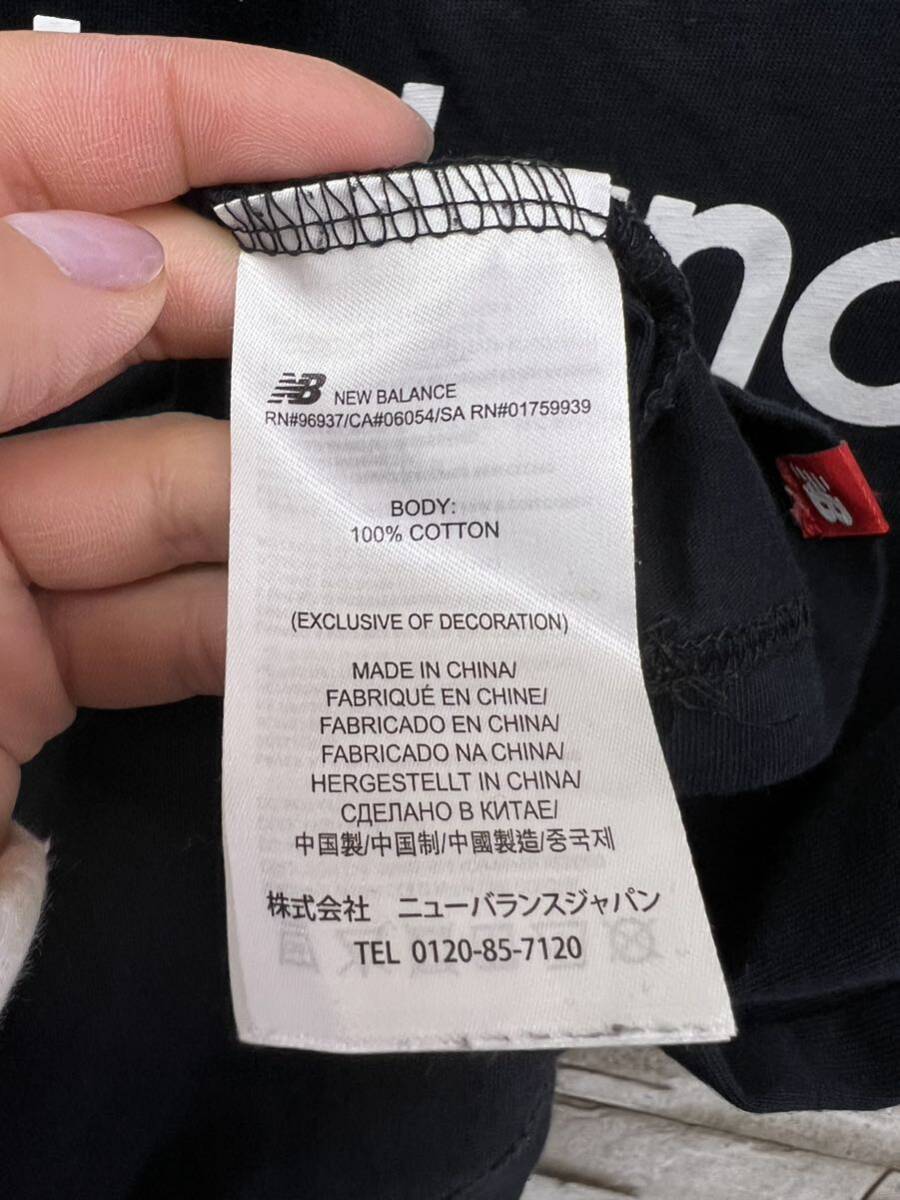 NB NEW BALANCE
RN#96937/CA#06054/SA RN#01759939
BODY:
100% COTTON
(EXCLUSIVE OF DECORATION)
MADE IN CHINA/
FABRIQUÉ EN CHINE/
FABRICADO EN CHINA/
FABRICADO NA CHINA/
HERGESTELLT IN CHINA/
СДЕЛАНО В КИТАЕ/
中国製/中国制/中國製造/중국제
株式会社 ニューバランスジャパン
TEL 0120-85-7120